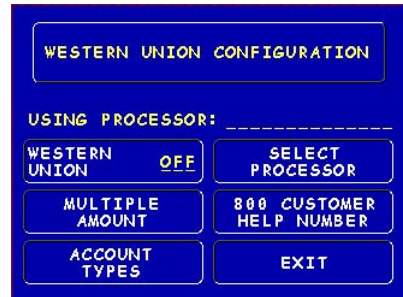 WESTERN UNION CONFIGURATION
USING PROCESSOR: ______________
WESTERN UNION OFF
SELECT PROCESSOR
MULTIPLE AMOUNT
800 CUSTOMER HELP NUMBER
ACCOUNT TYPES
EXIT